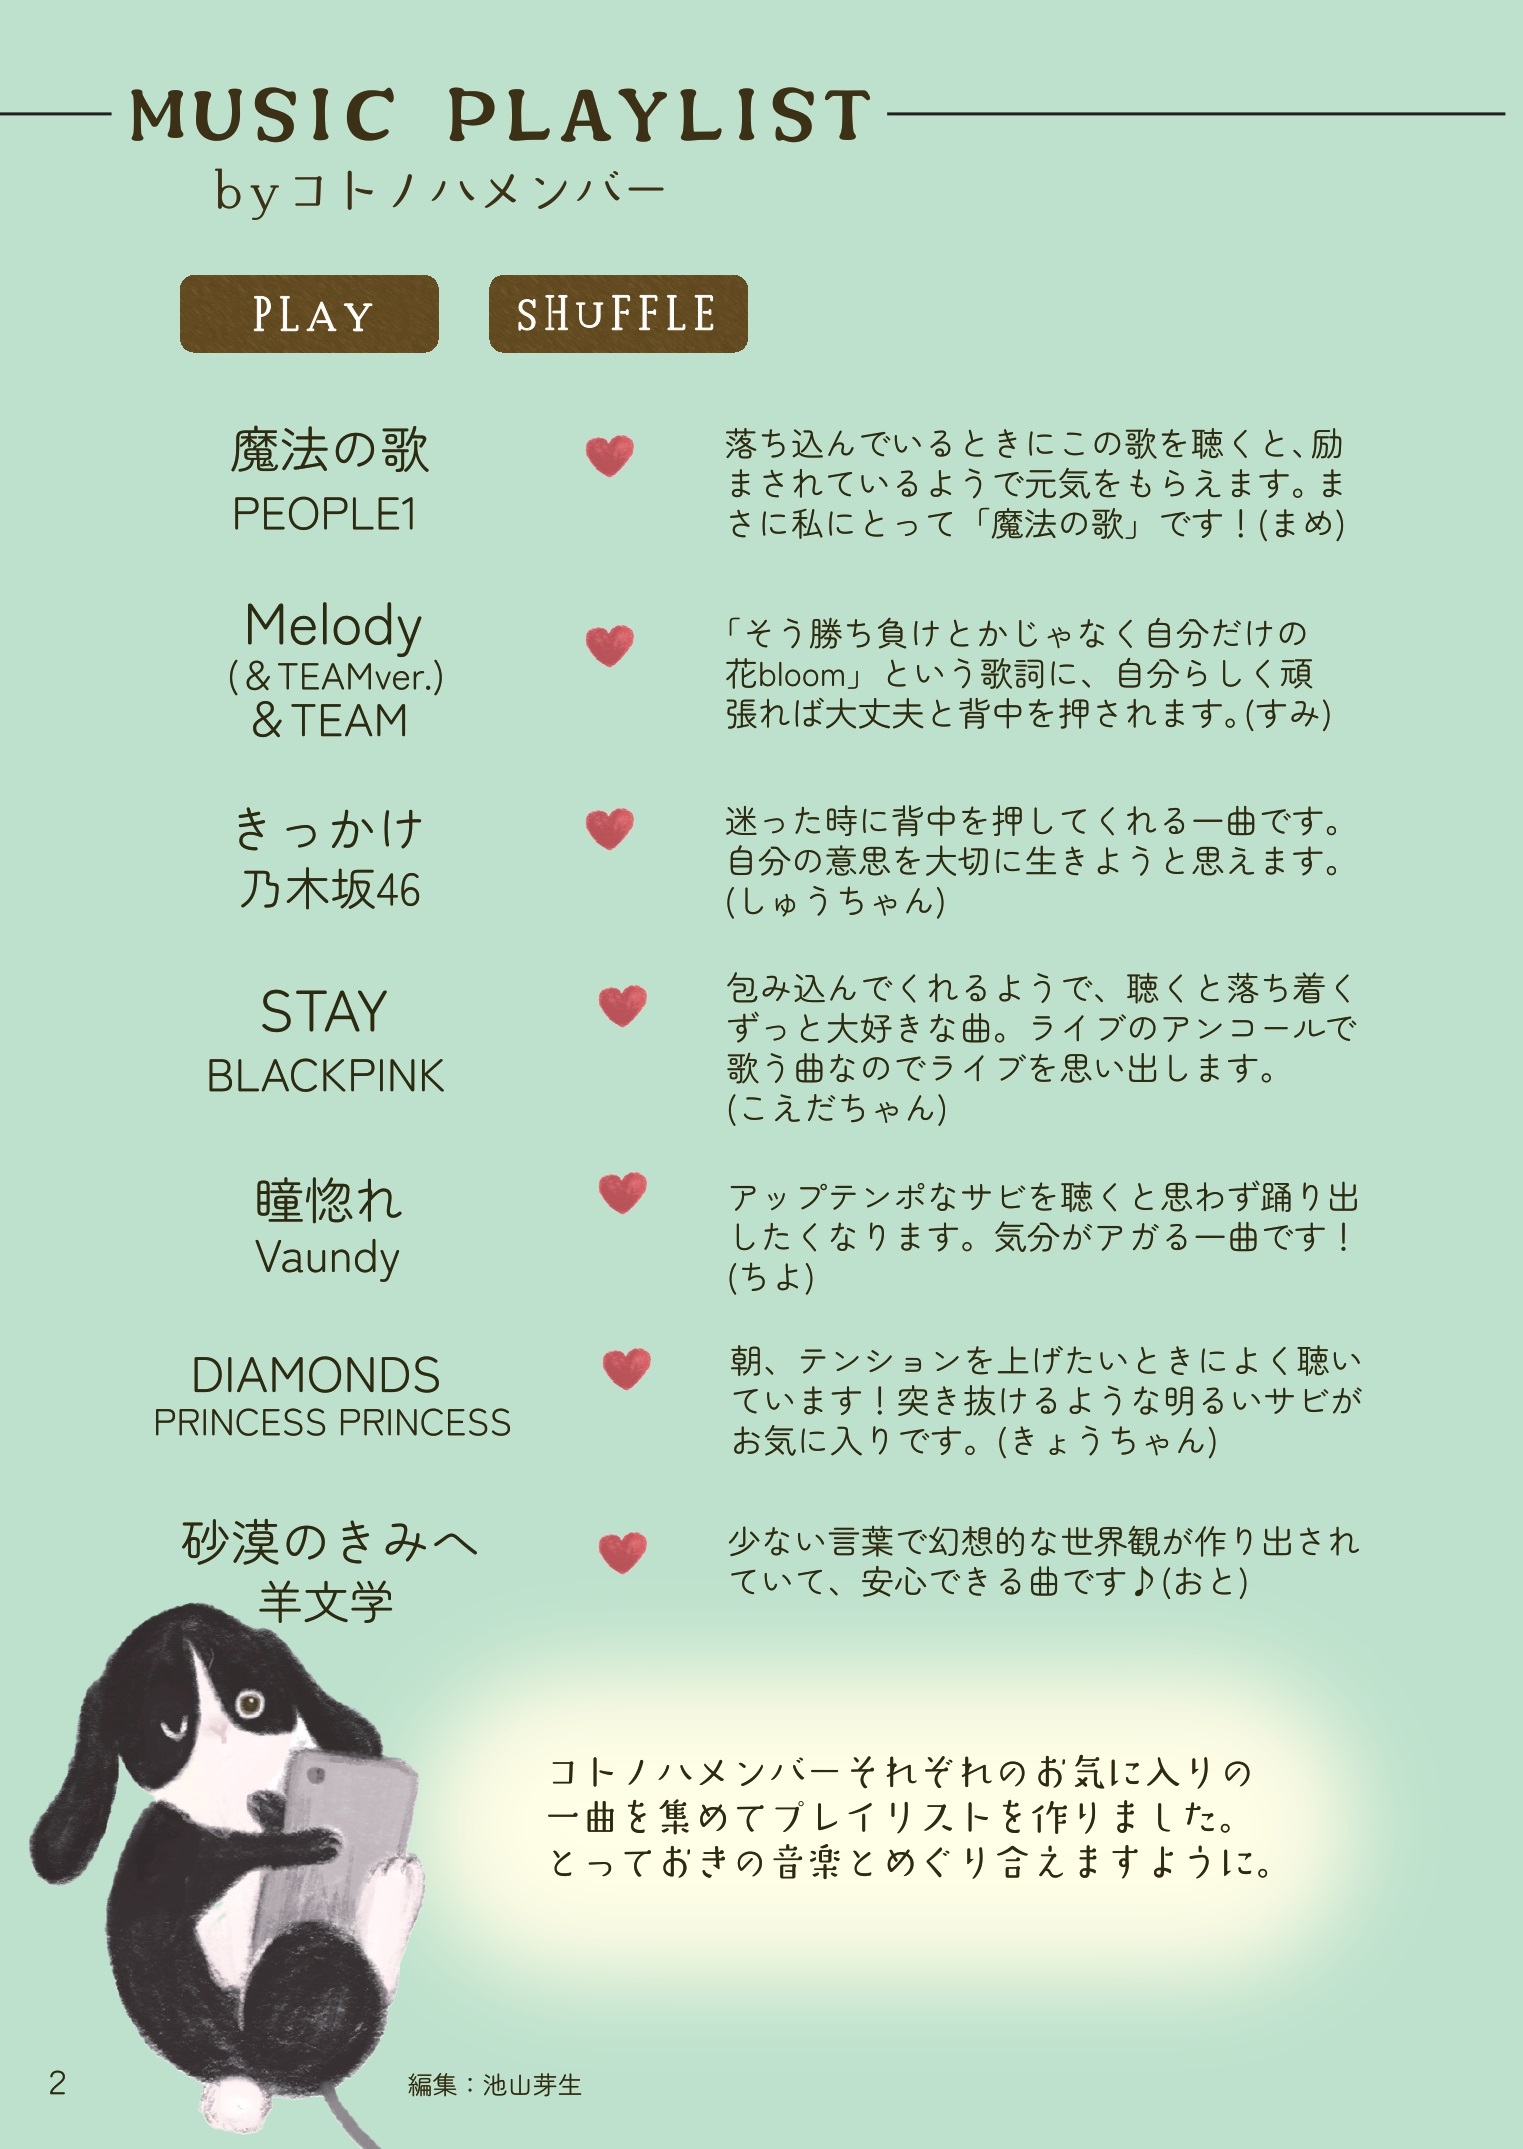 MUSIC PLAYLIST
byコトノハメンバー
PLAY
SHUFFLE
魔法の歌
PEOPLE1
落ち込んでいるときにこの歌を聴くと、励
まされているようで元気をもらえます。ま
さに私にとって「魔法の歌」です！(まめ)
Melody
(＆TEAMver.)
＆TEAM
「そう勝ち負けとかじゃなく自分だけの
花bloom」という歌詞に、自分らしく頑
張れば大丈夫と背中を押されます。(すみ)
きっかけ
乃木坂46
迷った時に背中を押してくれる一曲です。
自分の意思を大切に生きようと思えます。
(しゅうちゃん)
STAY
BLACKPINK
包み込んでくれるようで、聴くと落ち着く
ずっと大好きな曲。ライブのアンコールで
歌う曲なのでライブを思い出します。
(こえだちゃん)
瞳惚れ
Vaundy
アップテンポなサビを聴くと思わず踊り出
したくなります。気分がアガる一曲です！
(ちよ)
DIAMONDS
PRINCESS PRINCESS
朝、テンションを上げたいときによく聴い
ています！突き抜けるような明るいサビが
お気に入りです。(きょうちゃん)
砂漠のきみへ
羊文学
少ない言葉で幻想的な世界観が作り出され
ていて、安心できる曲です♪(おと)
コトノハメンバーそれぞれのお気に入りの
一曲を集めてプレイリストを作りました。
とっておきの音楽とめぐり合えますように。
2
編集：池山芽生